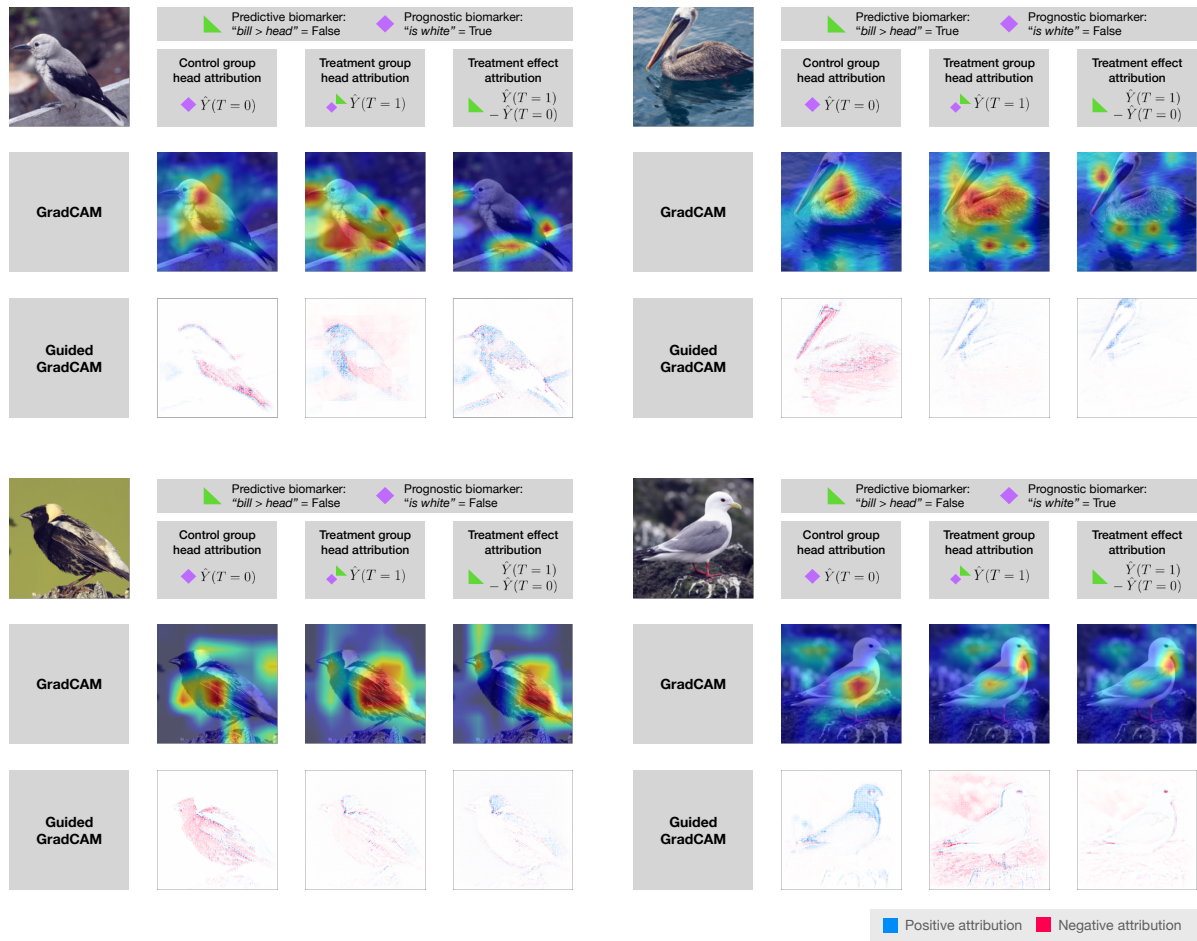 Predictive biomarker:
“bill > head” = False
Prognostic biomarker:
“is white” = True
Control group
head attribution
Ŷ(T = 0)
Treatment group
head attribution
Ŷ(T = 1)
Treatment effect
attribution
Ŷ(T = 1)
− Ŷ(T = 0)
GradCAM
Guided
GradCAM
Predictive biomarker:
“bill > head” = True
Prognostic biomarker:
“is white” = False
Control group
head attribution
Ŷ(T = 0)
Treatment group
head attribution
Ŷ(T = 1)
Treatment effect
attribution
Ŷ(T = 1)
− Ŷ(T = 0)
GradCAM
Guided
GradCAM
Predictive biomarker:
“bill > head” = False
Prognostic biomarker:
“is white” = False
Control group
head attribution
Ŷ(T = 0)
Treatment group
head attribution
Ŷ(T = 1)
Treatment effect
attribution
Ŷ(T = 1)
− Ŷ(T = 0)
GradCAM
Guided
GradCAM
Predictive biomarker:
“bill > head” = False
Prognostic biomarker:
“is white” = True
Control group
head attribution
Ŷ(T = 0)
Treatment group
head attribution
Ŷ(T = 1)
Treatment effect
attribution
Ŷ(T = 1)
− Ŷ(T = 0)
GradCAM
Guided
GradCAM
Positive attribution
Negative attribution